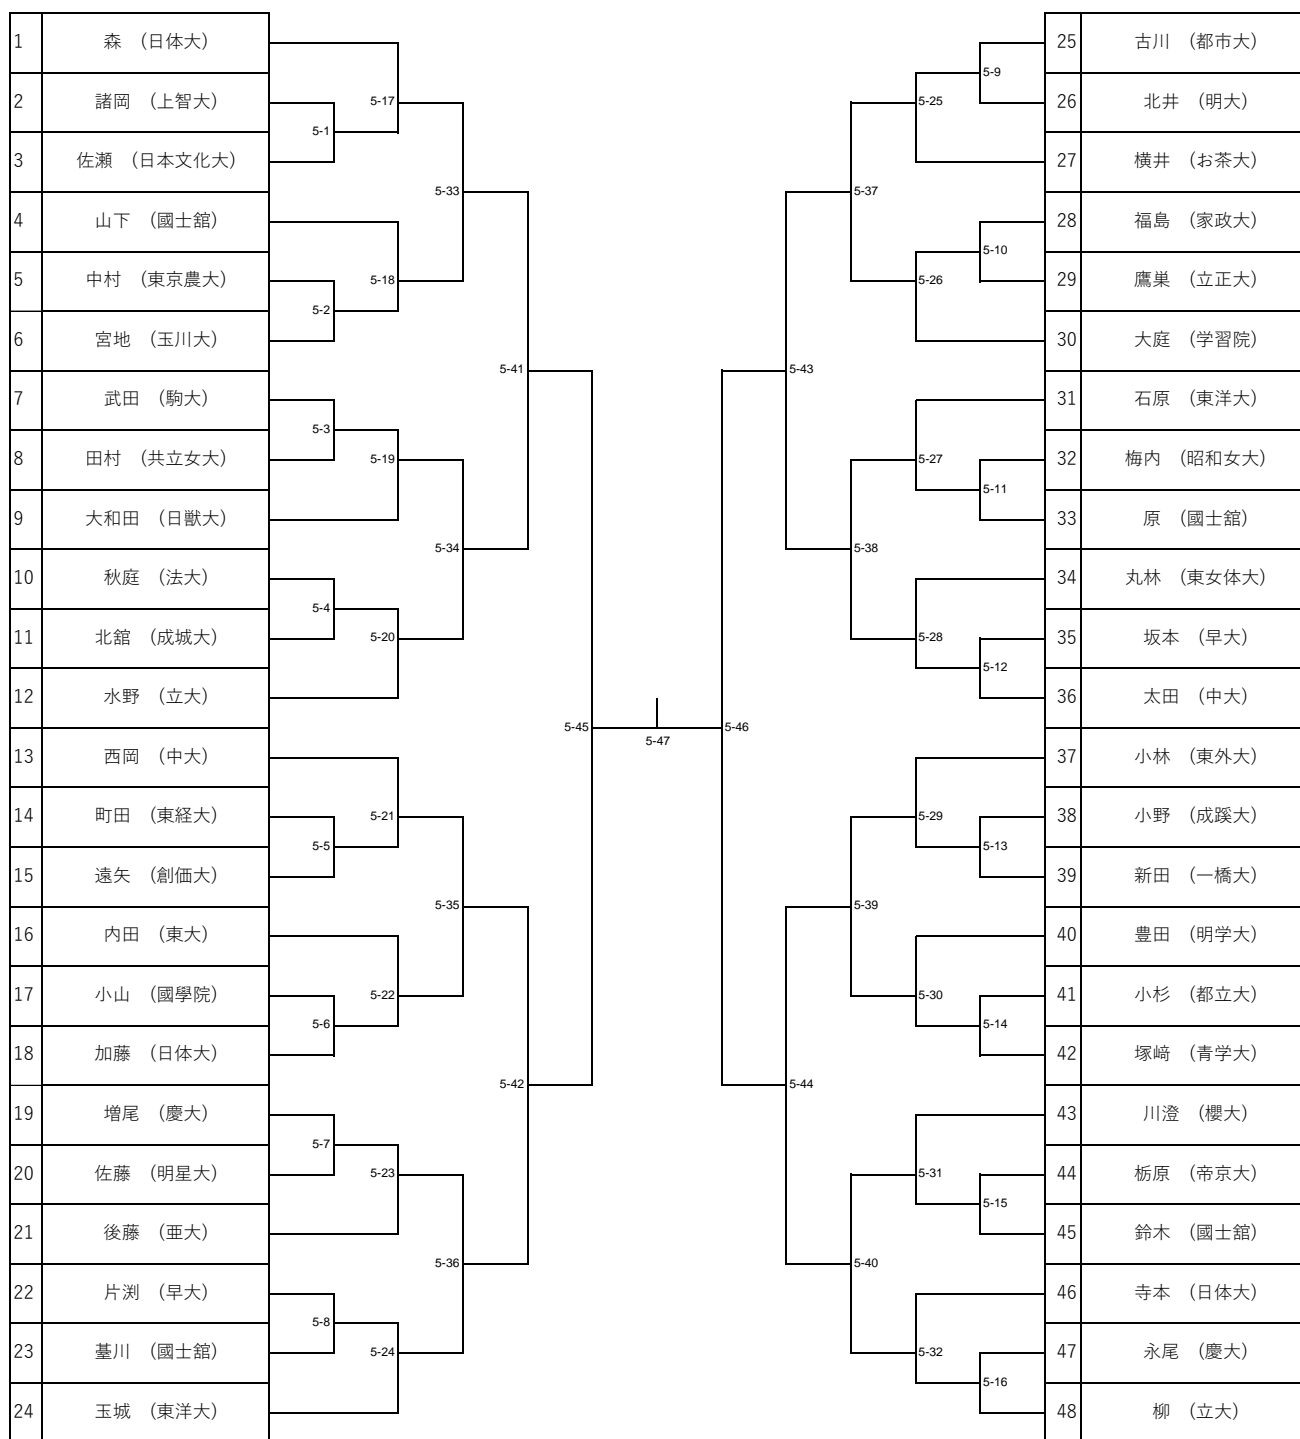 1 森 （日体大）
2 諸岡 （上智大）
3 佐瀬 （日本文化大）
4 山下 （國士舘）
5 中村 （東京農大）
6 宮地 （玉川大）
7 武田 （駒大）
8 田村 （共立女大）
9 大和田 （日獣大）
10 秋庭 （法大）
11 北舘 （成城大）
12 水野 （立大）
13 西岡 （中大）
14 町田 （東経大）
15 遠矢 （創価大）
16 内田 （東大）
17 小山 （國學院）
18 加藤 （日体大）
19 増尾 （慶大）
20 佐藤 （明星大）
21 後藤 （亜大）
22 片渕 （早大）
23 基川 （國士舘）
24 玉城 （東洋大）
5-1
5-2
5-3
5-4
5-5
5-6
5-7
5-8
5-17
5-18
5-19
5-20
5-21
5-22
5-23
5-24
5-33
5-34
5-35
5-36
5-41
5-42
5-45
5-47
5-46
5-43
5-44
5-37
5-38
5-39
5-40
5-25
5-26
5-27
5-28
5-29
5-30
5-31
5-32
5-9
5-10
5-11
5-12
5-13
5-14
5-15
5-16
25 古川 （都市大）
26 北井 （明大）
27 横井 （お茶大）
28 福島 （家政大）
29 鷹巣 （立正大）
30 大庭 （学習院）
31 石原 （東洋大）
32 梅内 （昭和女大）
33 原 （國士舘）
34 丸林 （東女体大）
35 坂本 （早大）
36 太田 （中大）
37 小林 （東外大）
38 小野 （成蹊大）
39 新田 （一橋大）
40 豊田 （明学大）
41 小杉 （都立大）
42 塚﨑 （青学大）
43 川澄 （櫻大）
44 栃原 （帝京大）
45 鈴木 （國士舘）
46 寺本 （日体大）
47 永尾 （慶大）
48 柳 （立大）